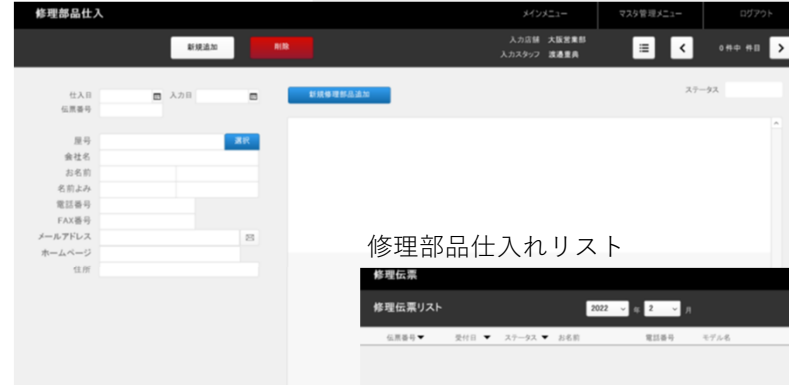 修理部品仕入
メインメニュー
マスタ管理メニュー
ログアウト
新規追加
削除
入力店舗 大阪営業部
入力スタッフ 渡邉貴典
0 件中 件目
仕入日
入力日
伝票番号
新規修理部品追加
ステータス
屋号
選択
会社名
お名前
名前よみ
電話番号
FAX番号
メールアドレス
ホームページ
住所
修理部品仕入れリスト
修理伝票
修理伝票リスト
2022 年 2 月
伝票番号▼ 受付日 ▼ ステータス ▼ お名前 電話番号 モデル名